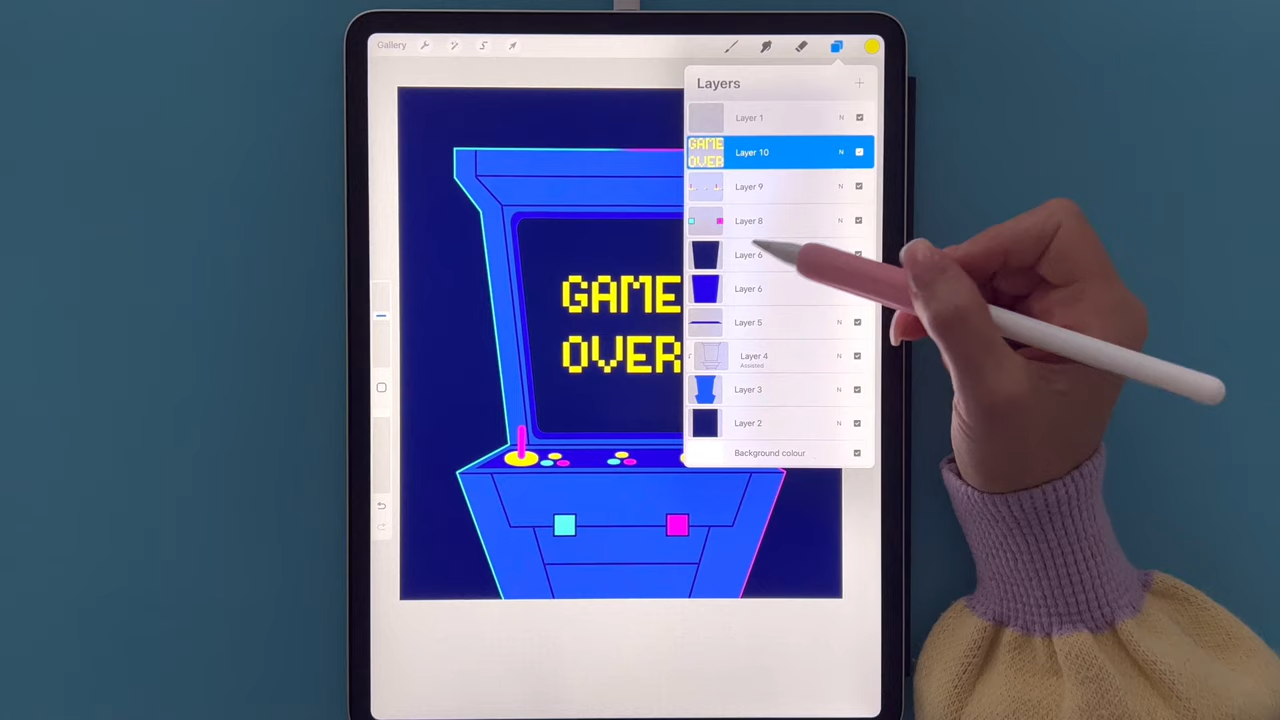 Gallery
Layers
Layer 1 N
GAME OVER Layer 10 N
Layer 9 N
Layer 8 N
Layer 6
Layer 6
Layer 5 N
Layer 4 N
Assisted
Layer 3 N
Layer 2 N
Background colour
GAME
OVER